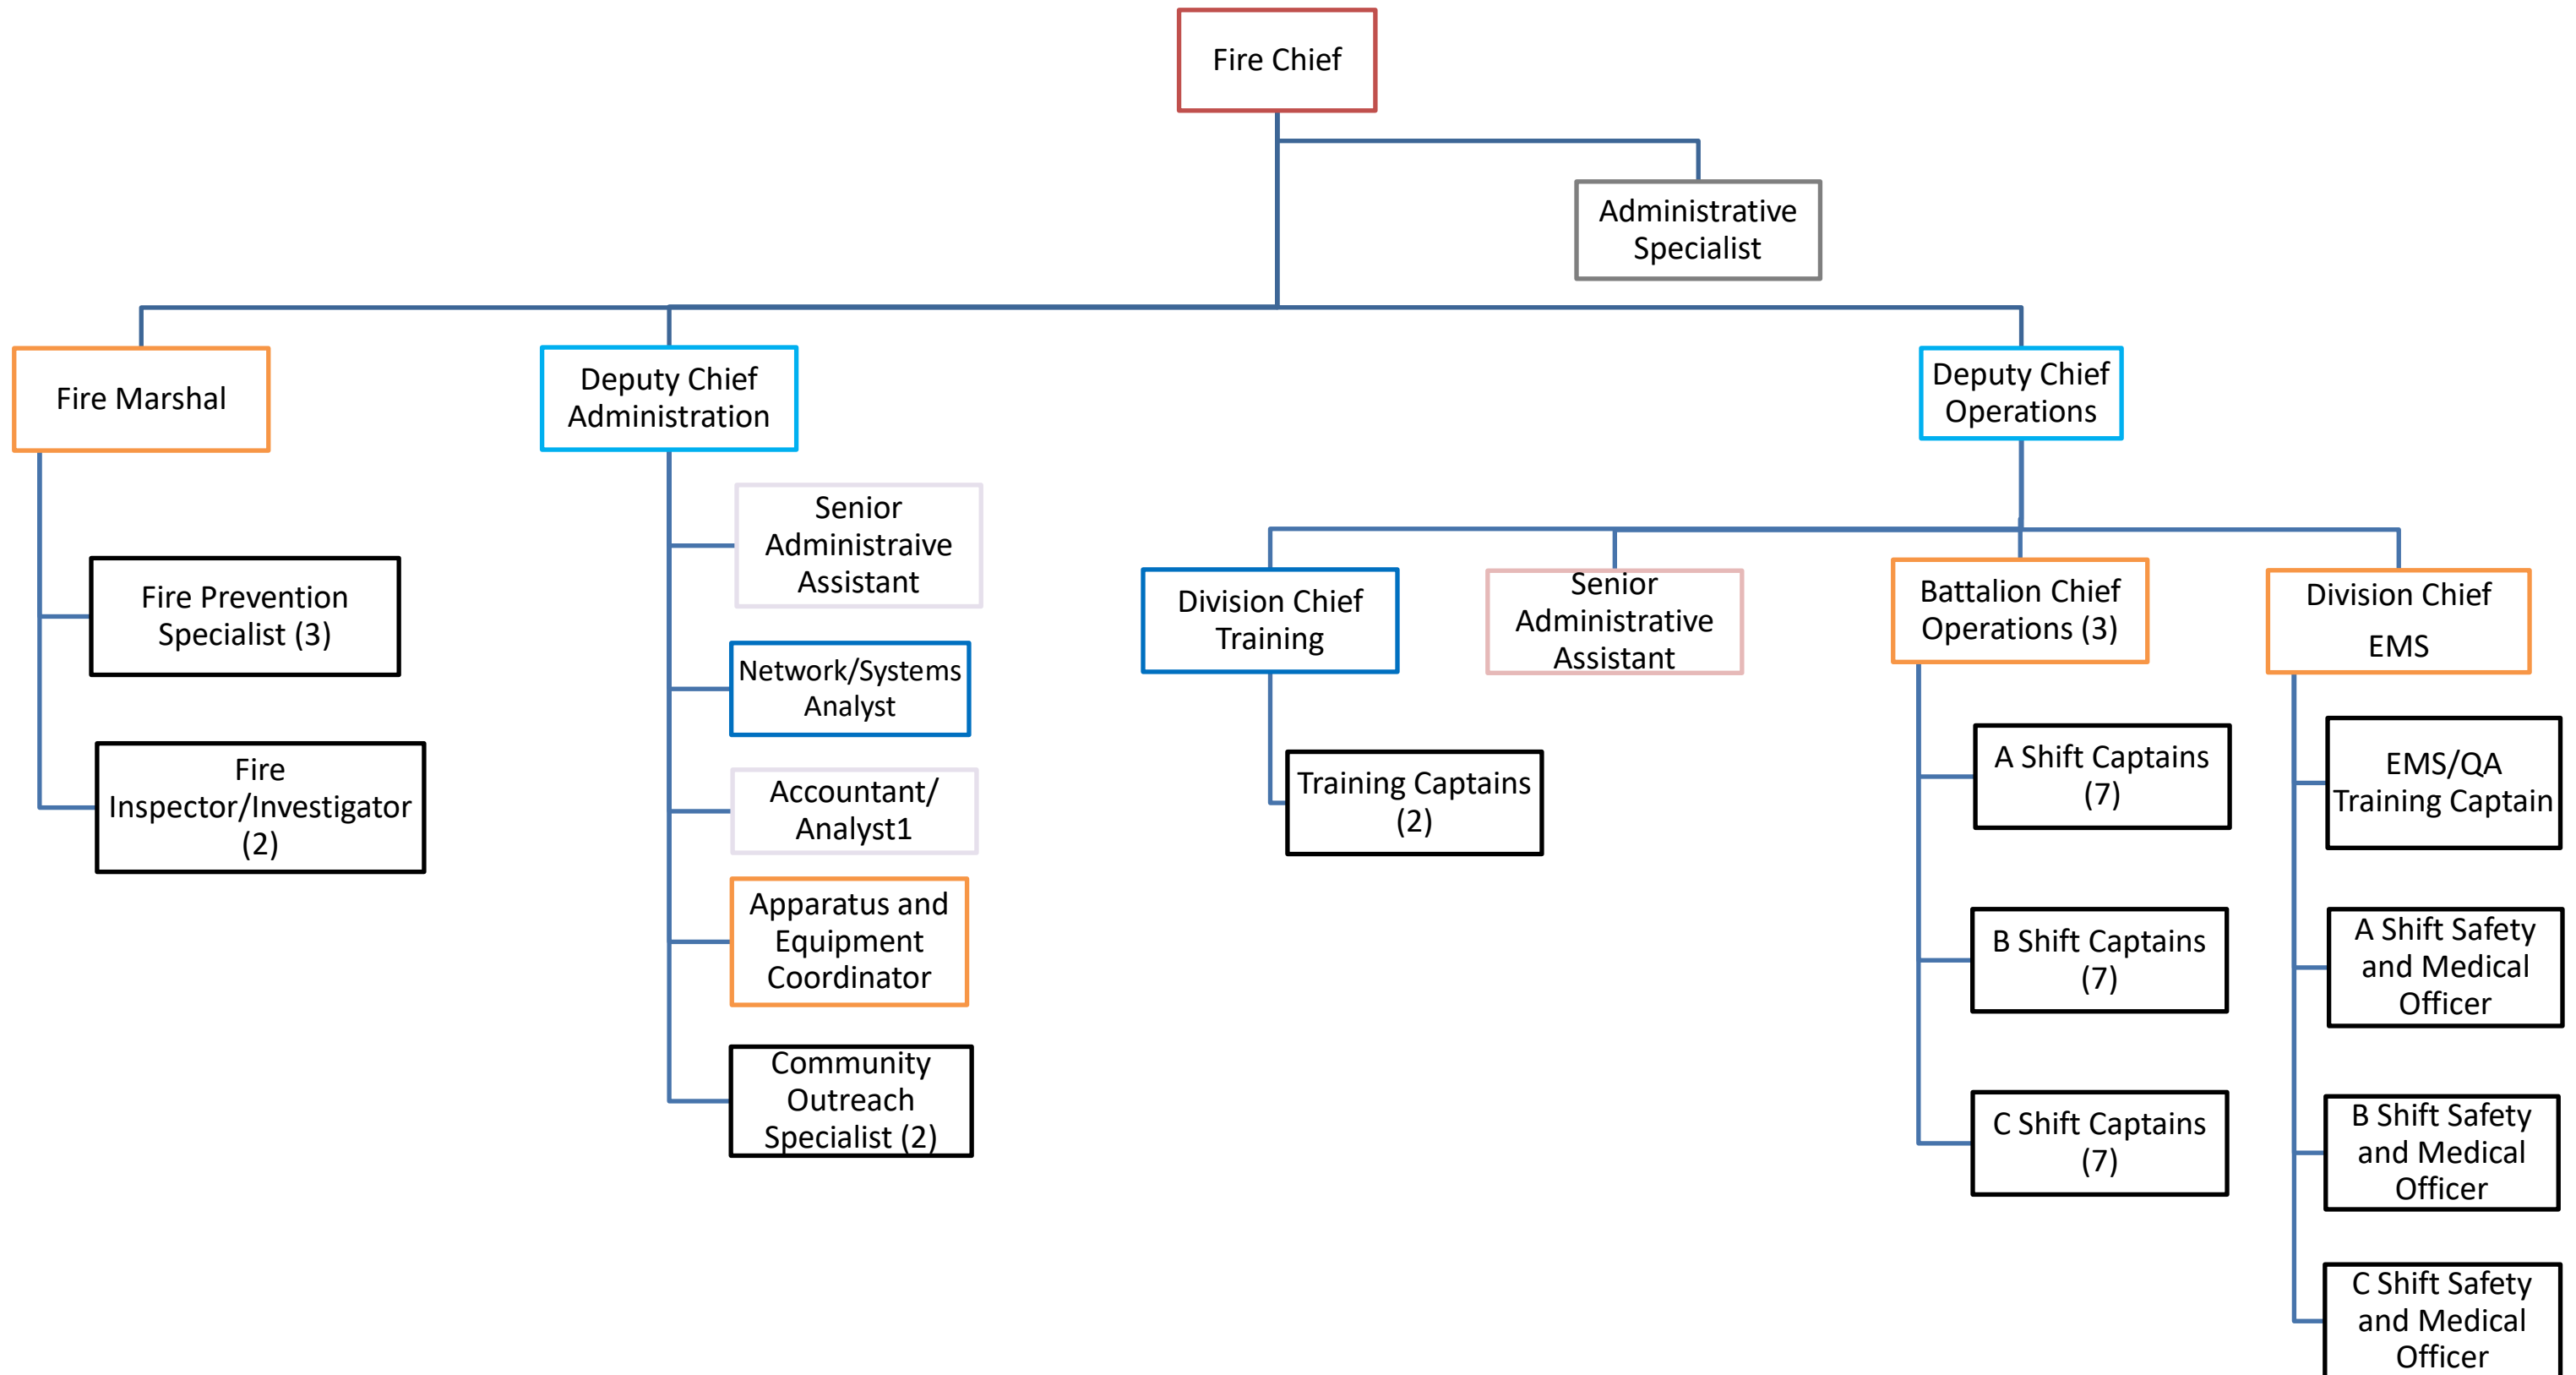 Fire Chief
Administrative
Specialist
Fire Marshal
Deputy Chief
Administration
Deputy Chief
Operations
Fire Prevention
Specialist (3)
Fire
Inspector/Investigator
(2)
Senior
Administraive
Assistant
Network/Systems
Analyst
Accountant/
Analyst1
Apparatus and
Equipment
Coordinator
Community
Outreach
Specialist (2)
Division Chief
Training
Training Captains
(2)
Senior
Administrative
Assistant
Battalion Chief
Operations (3)
A Shift Captains
(7)
B Shift Captains
(7)
C Shift Captains
(7)
Division Chief
EMS
EMS/QA
Training Captain
A Shift Safety
and Medical
Officer
B Shift Safety
and Medical
Officer
C Shift Safety
and Medical
Officer